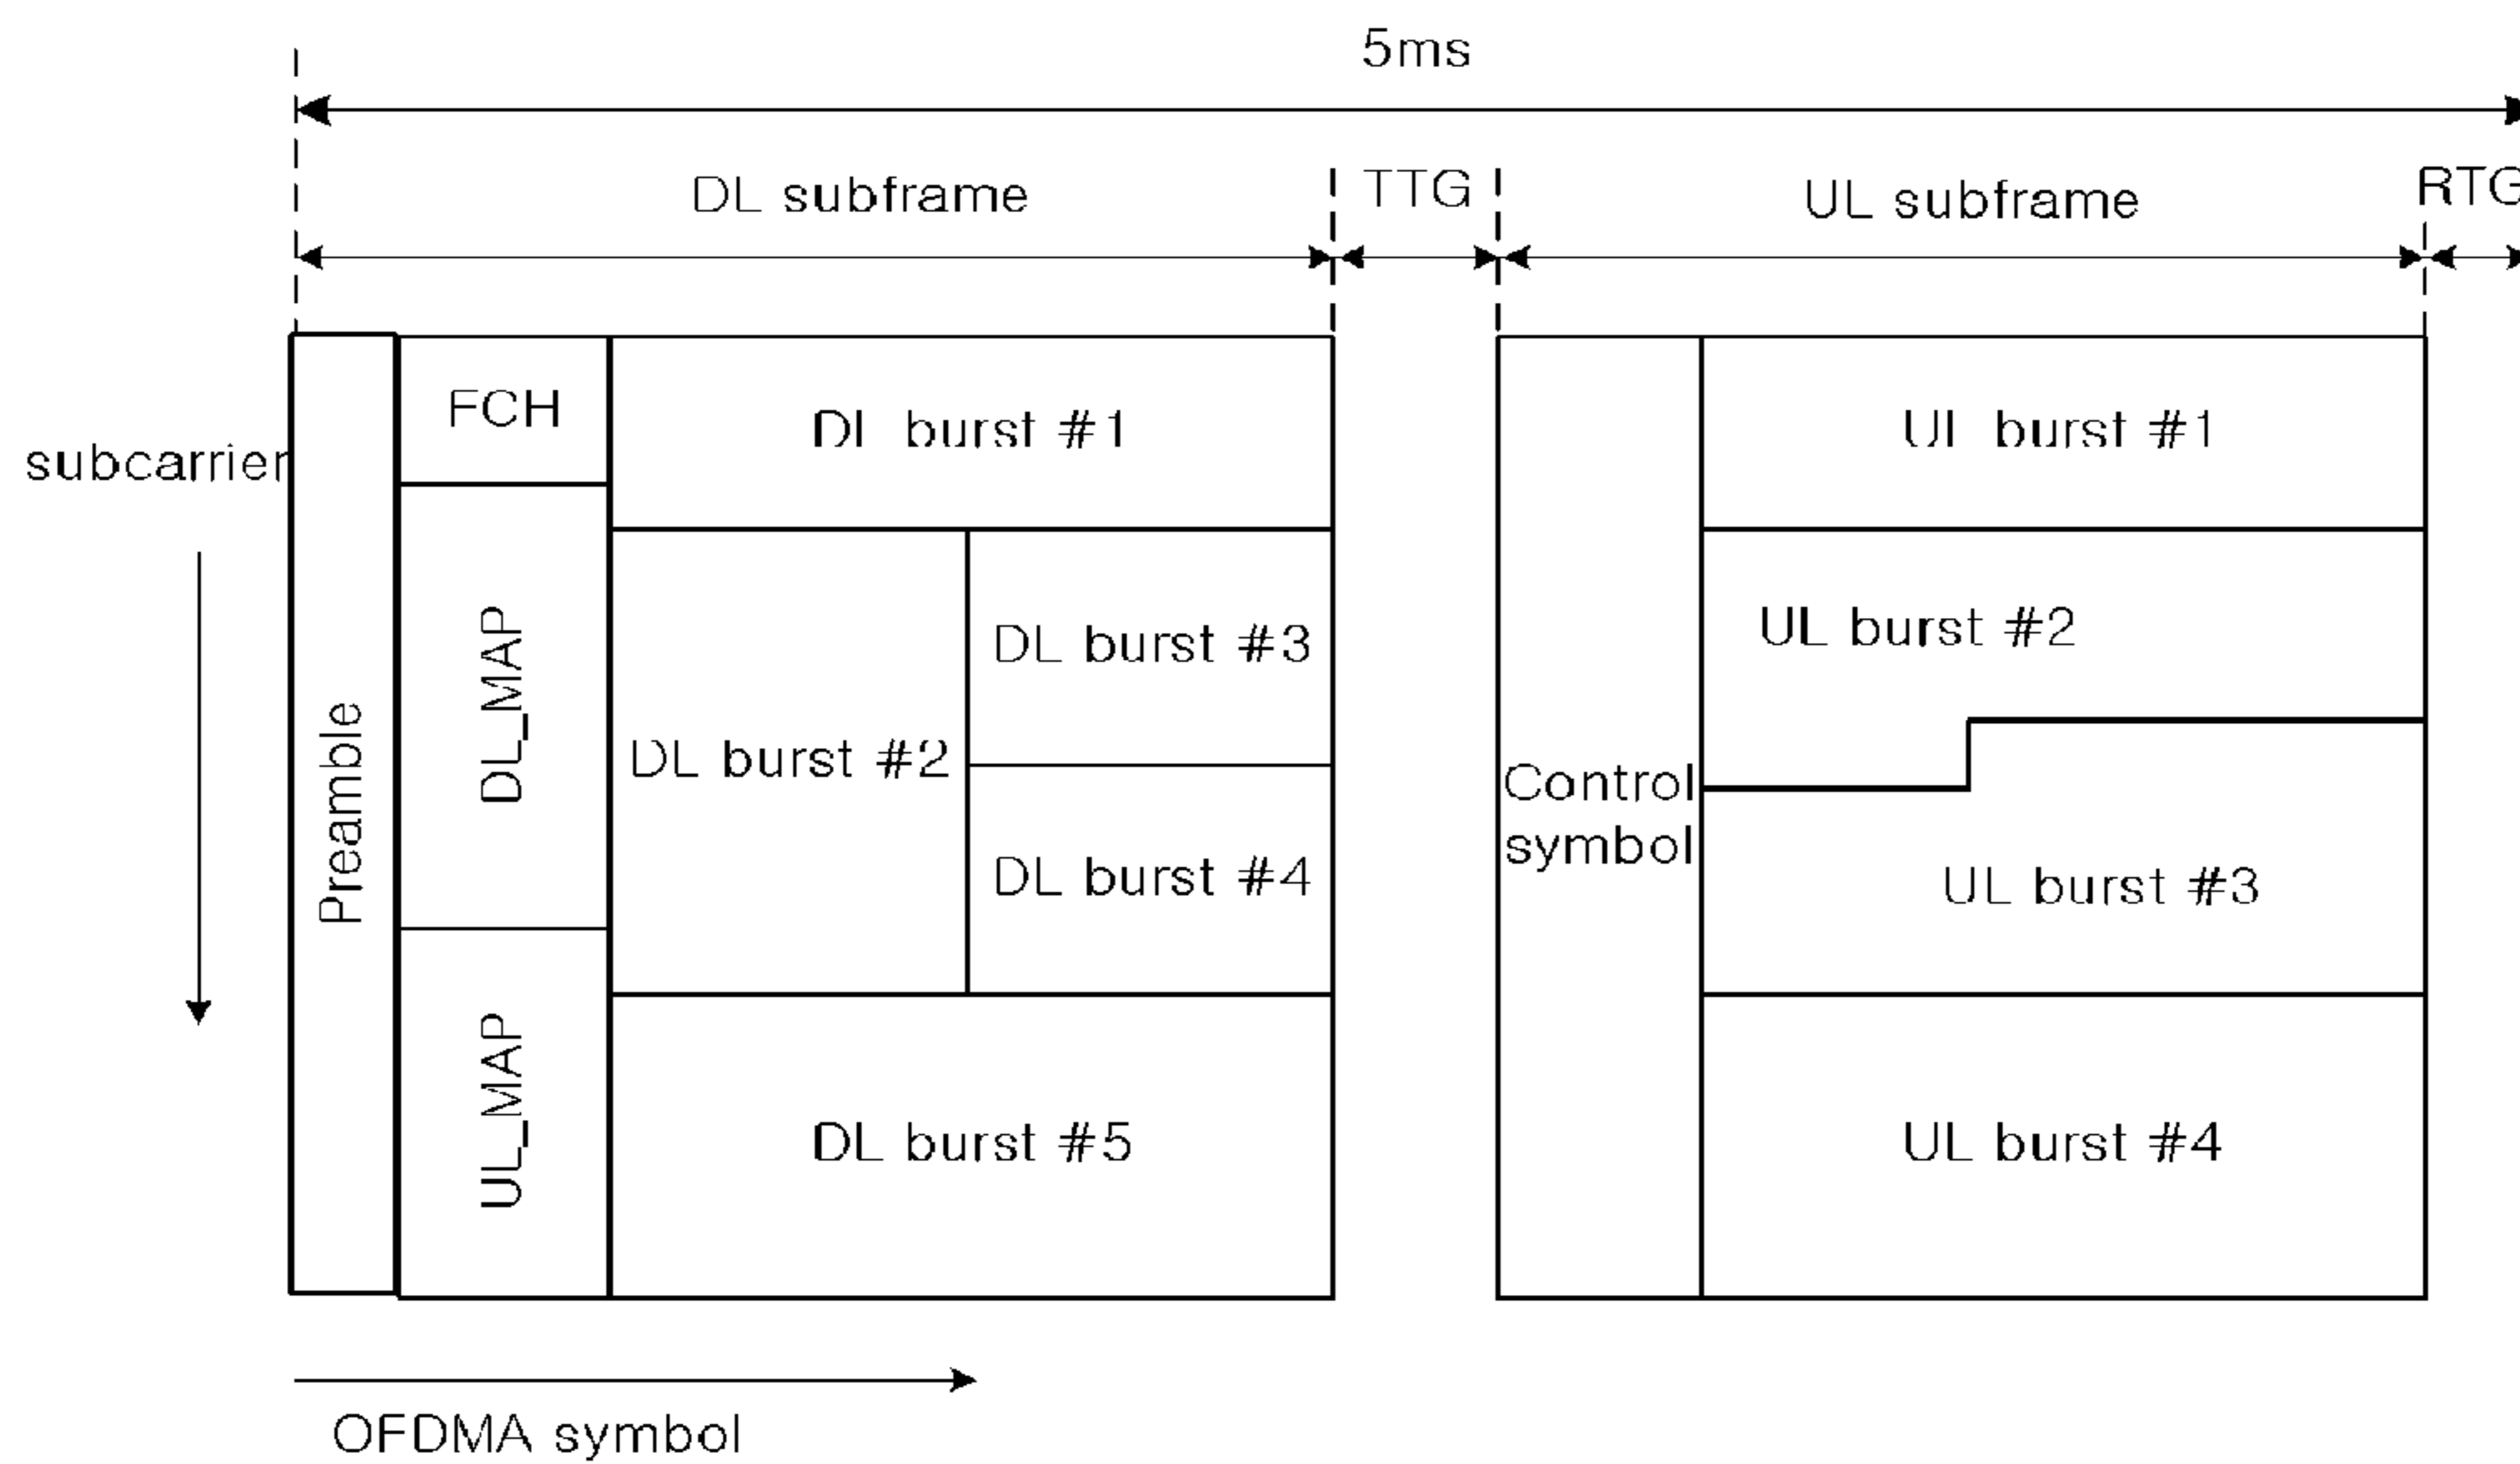 5ms
DL subframe
TTG
UL subframe
RTG
subcarrier
Preamble
FCH
DL_MAP
UL_MAP
DL burst #1
DL burst #2
DL burst #3
DL burst #4
DL burst #5
Control
symbol
UL burst #1
UL burst #2
UL burst #3
UL burst #4
OFDMA symbol